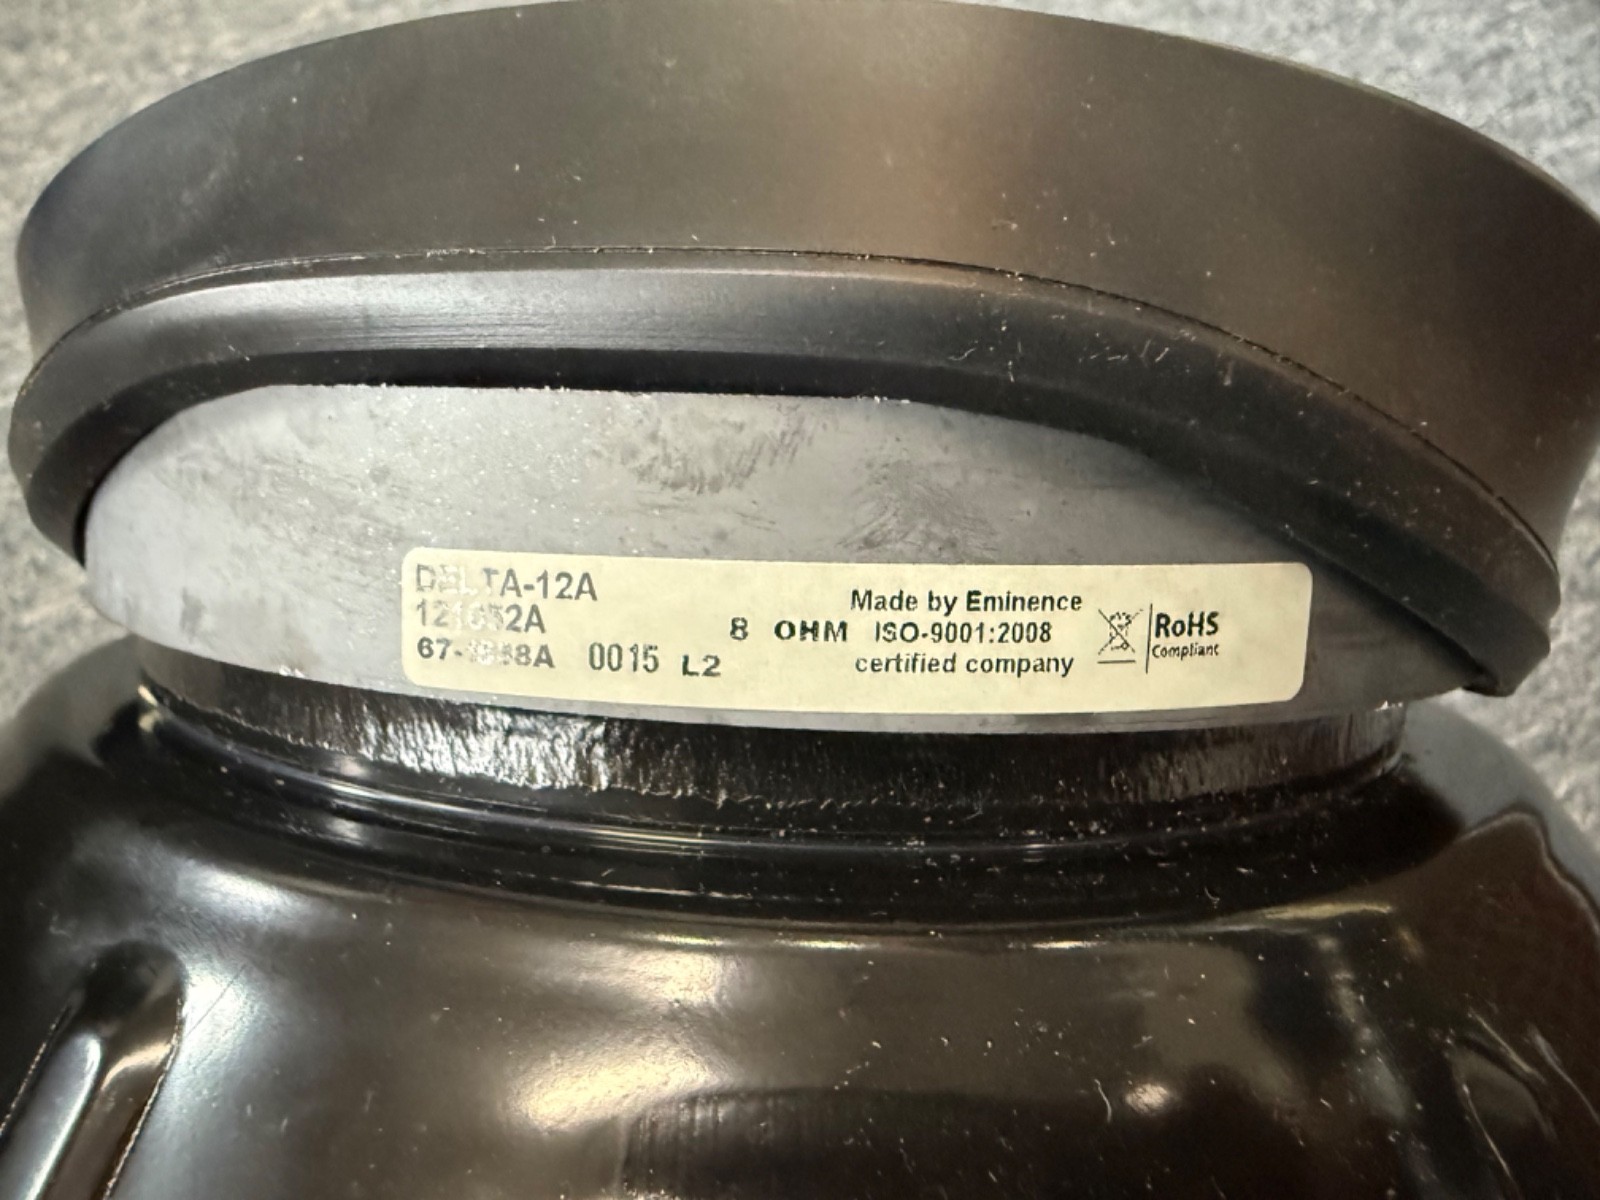 DELTA-12A
8 OHM
0015 L2
Made by Eminence
ISO-9001:2008
certified company
RoHS
Compliant